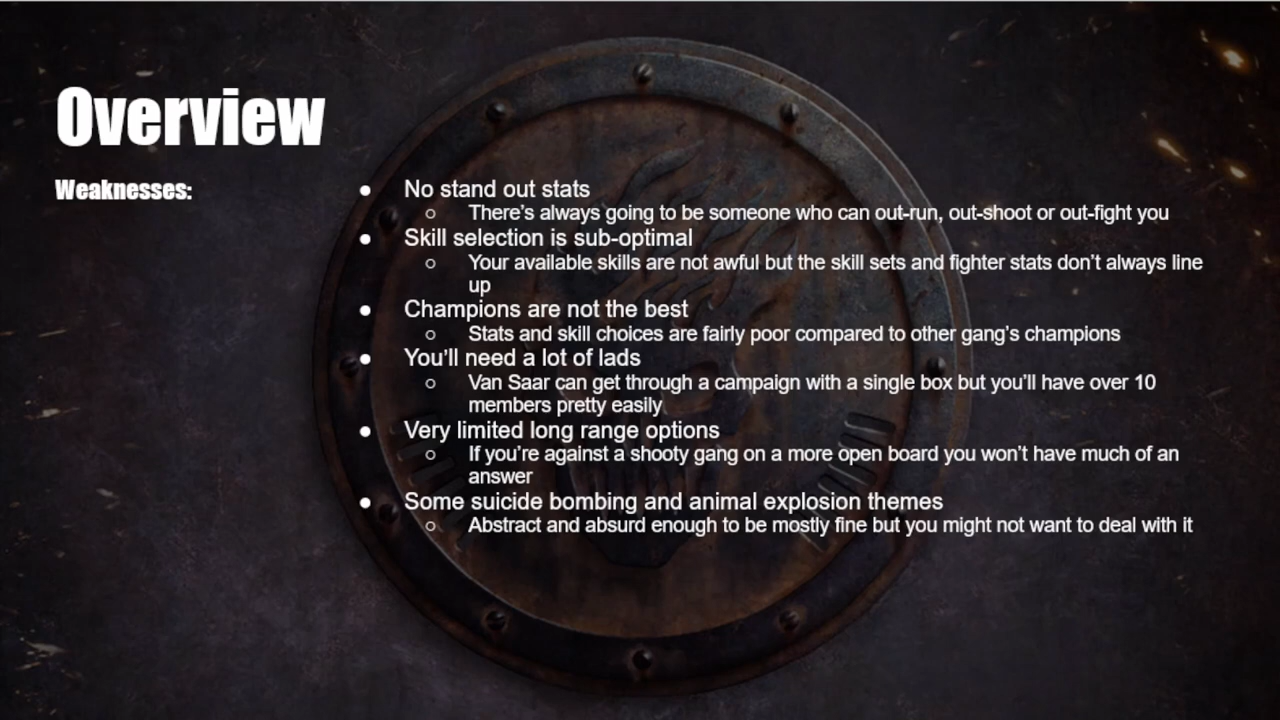 Overview
Weaknesses:
● No stand out stats
○ There’s always going to be someone who can out-run, out-shoot or out-fight you
● Skill selection is sub-optimal
○ Your available skills are not awful but the skill sets and fighter stats don’t always line
up
● Champions are not the best
○ Stats and skill choices are fairly poor compared to other gang’s champions
● You’ll need a lot of lads
○ Van Saar can get through a campaign with a single box but you’ll have over 10
members pretty easily
● Very limited long range options
○ If you’re against a shooty gang on a more open board you won’t have much of an
answer
● Some suicide bombing and animal explosion themes
○ Abstract and absurd enough to be mostly fine but you might not want to deal with it